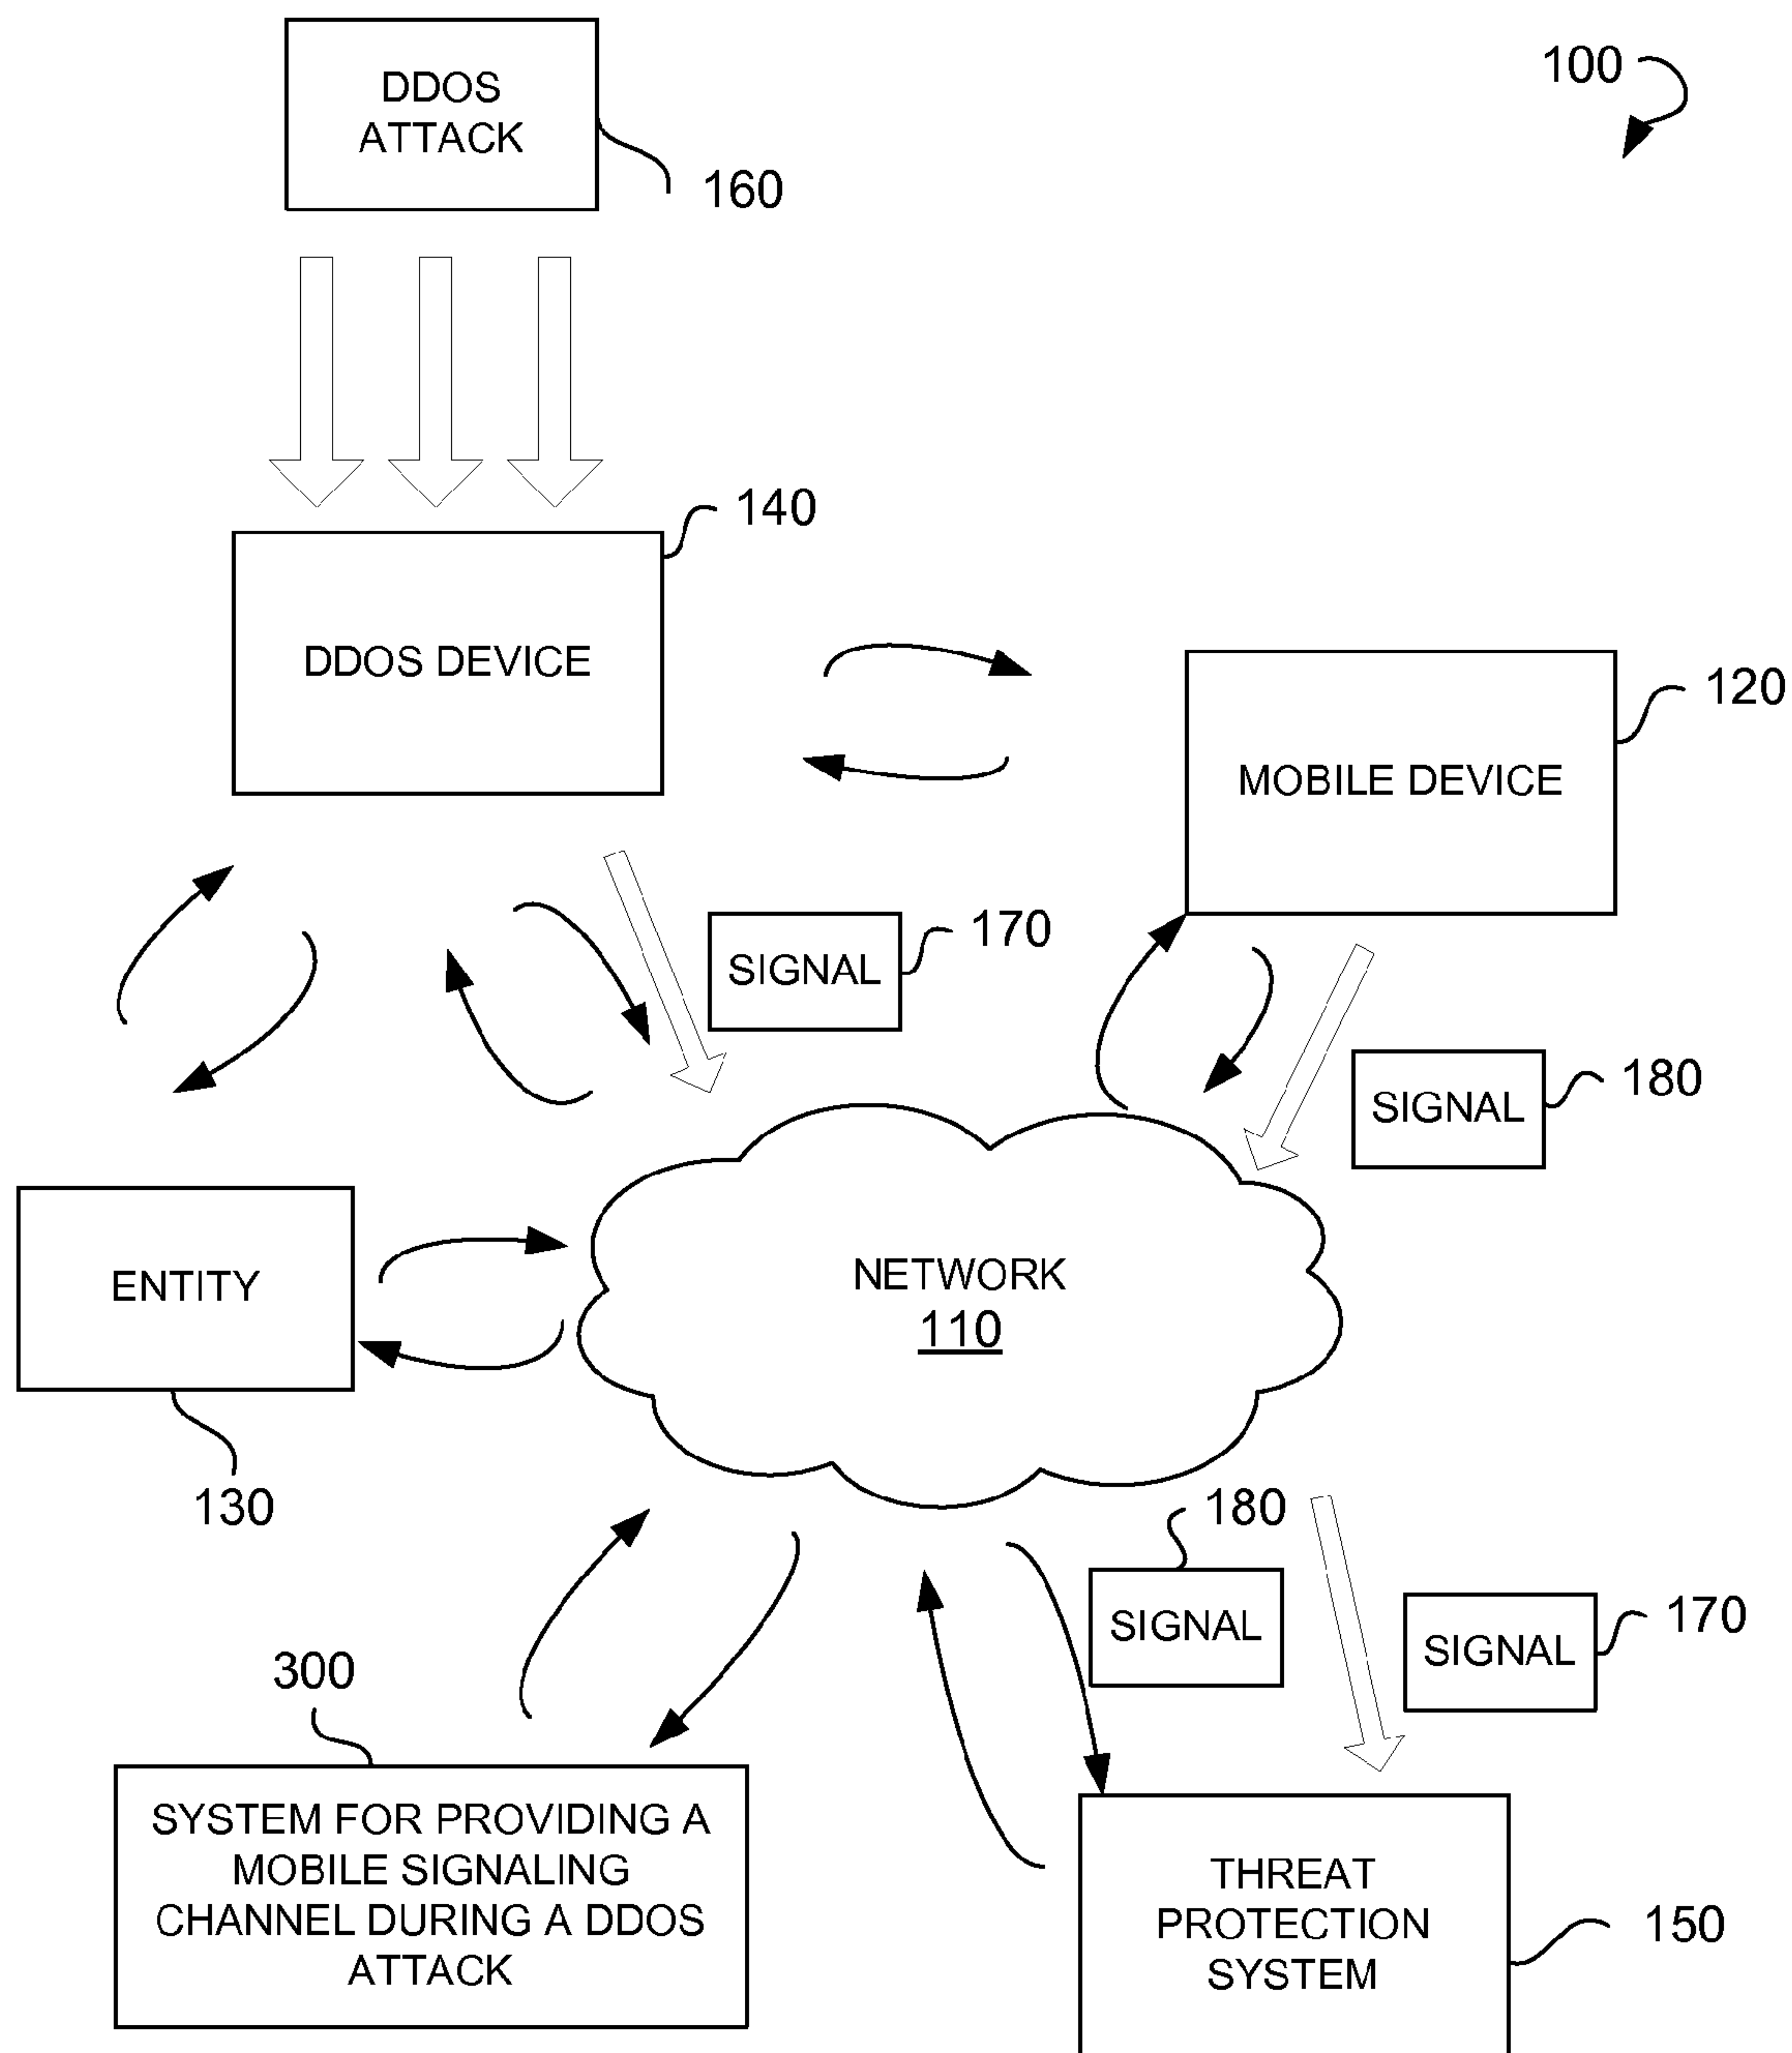 DDOS
ATTACK
160
100
140
DDOS DEVICE
120
MOBILE DEVICE
170
SIGNAL
180
SIGNAL
ENTITY
130
NETWORK
110
180
SIGNAL
170
SIGNAL
300
SYSTEM FOR PROVIDING A
MOBILE SIGNALING
CHANNEL DURING A DDOS
ATTACK
THREAT
PROTECTION
SYSTEM
150